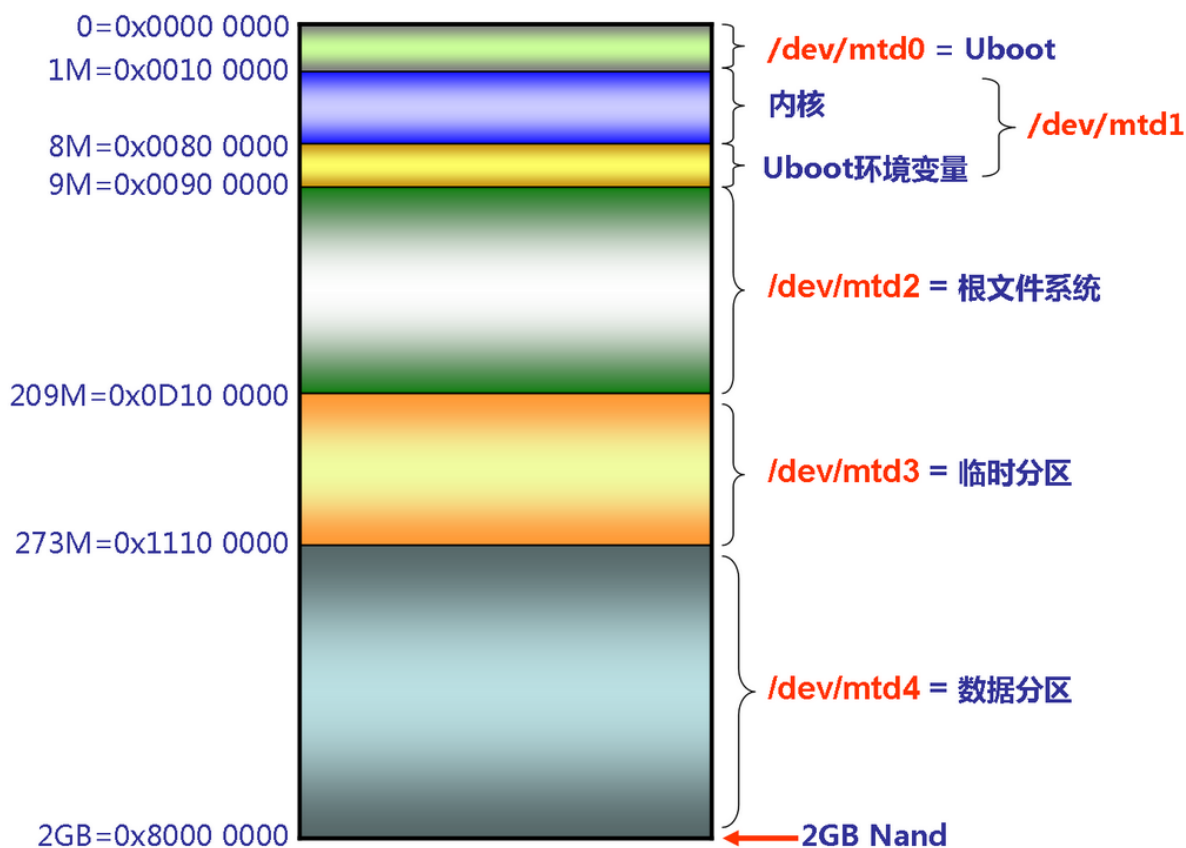 0=0x0000 0000
/dev/mtd0 = Uboot
1M=0x0010 0000
内核
/dev/mtd1
8M=0x0080 0000
Uboot环境变量
9M=0x0090 0000
/dev/mtd2 = 根文件系统
209M=0x0D10 0000
/dev/mtd3 = 临时分区
273M=0x1110 0000
/dev/mtd4 = 数据分区
2GB=0x8000 0000
2GB Nand